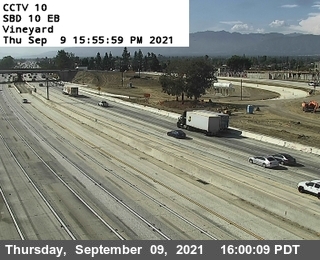 CCTV 10
SBD 10 EB
Vineyard
Thu Sep  9 15:55:59 PM 2021
Thursday, September 09, 2021 16:00:09 PDT